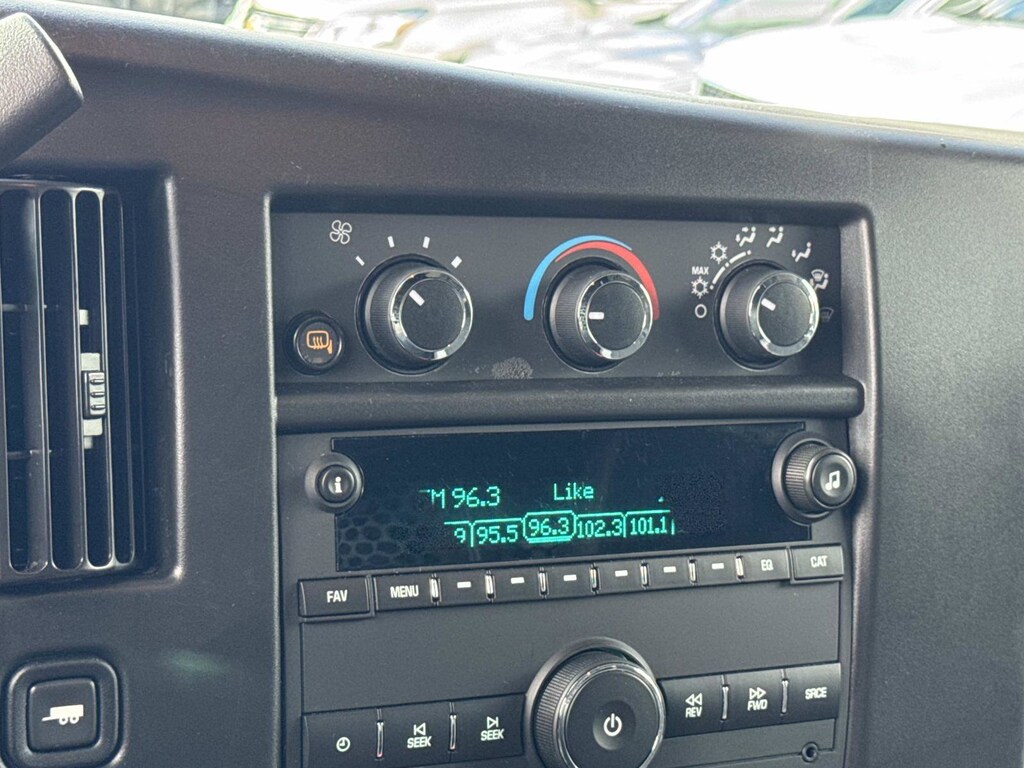 MAX
M 96.3 Like
9 95.5 96.3 102.3 101.1
FAV MENU EQ CAT
SEEK SEEK REV FWD SRCE